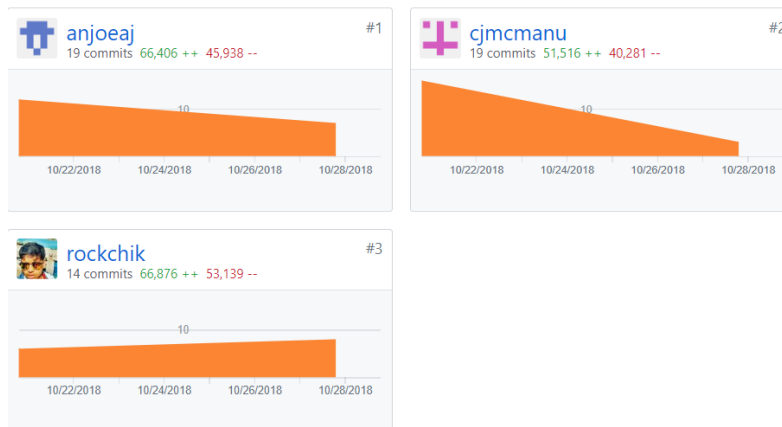 anjoeaj #1
19 commits 66,406 ++ 45,938 --
10
10/22/2018 10/24/2018 10/26/2018 10/28/2018
cjmcmanu #2
19 commits 51,516 ++ 40,281 --
10
10/22/2018 10/24/2018 10/26/2018 10/28/2018
rockchik #3
14 commits 66,876 ++ 53,139 --
10
10/22/2018 10/24/2018 10/26/2018 10/28/2018